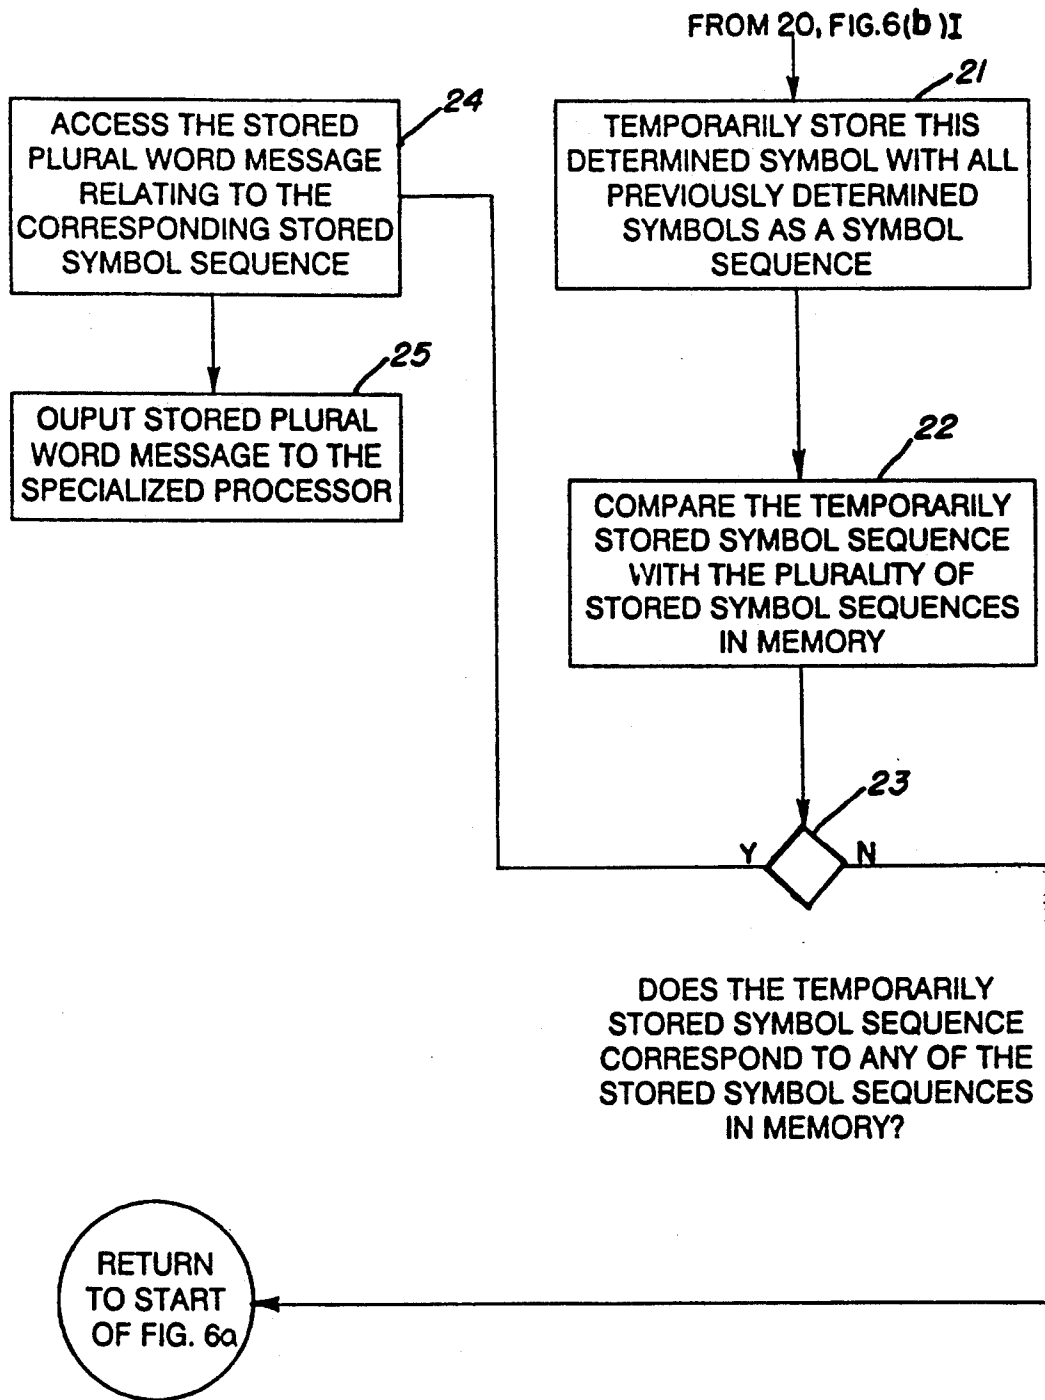 FROM 20, FIG.6(b)I
21
TEMPORARILY STORE THIS
DETERMINED SYMBOL WITH ALL
PREVIOUSLY DETERMINED
SYMBOLS AS A SYMBOL
SEQUENCE
22
COMPARE THE TEMPORARILY
STORED SYMBOL SEQUENCE
WITH THE PLURALITY OF
STORED SYMBOL SEQUENCES
IN MEMORY
23
Y
N
DOES THE TEMPORARILY
STORED SYMBOL SEQUENCE
CORRESPOND TO ANY OF THE
STORED SYMBOL SEQUENCES
IN MEMORY?
24
ACCESS THE STORED
PLURAL WORD MESSAGE
RELATING TO THE
CORRESPONDING STORED
SYMBOL SEQUENCE
25
OUPUT STORED PLURAL
WORD MESSAGE TO THE
SPECIALIZED PROCESSOR
RETURN
TO START
OF FIG. 6a